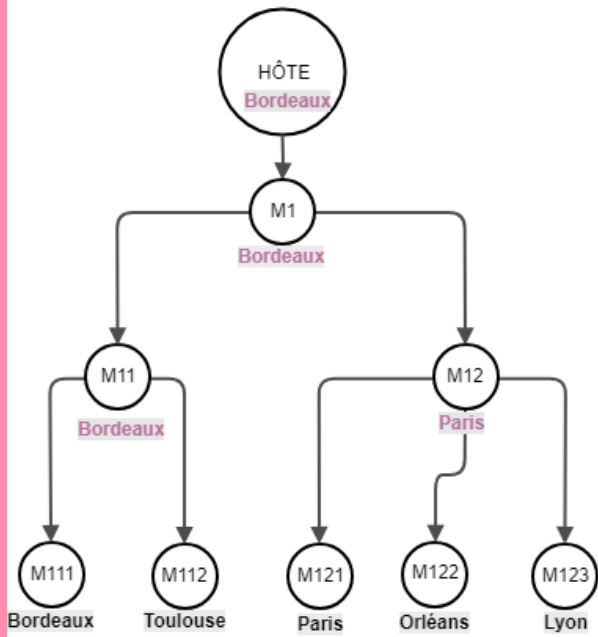 HÔTE
Bordeaux
M1
Bordeaux
M11
Bordeaux
M12
Paris
M111
Bordeaux
M112
Toulouse
M121
Paris
M122
Orléans
M123
Lyon